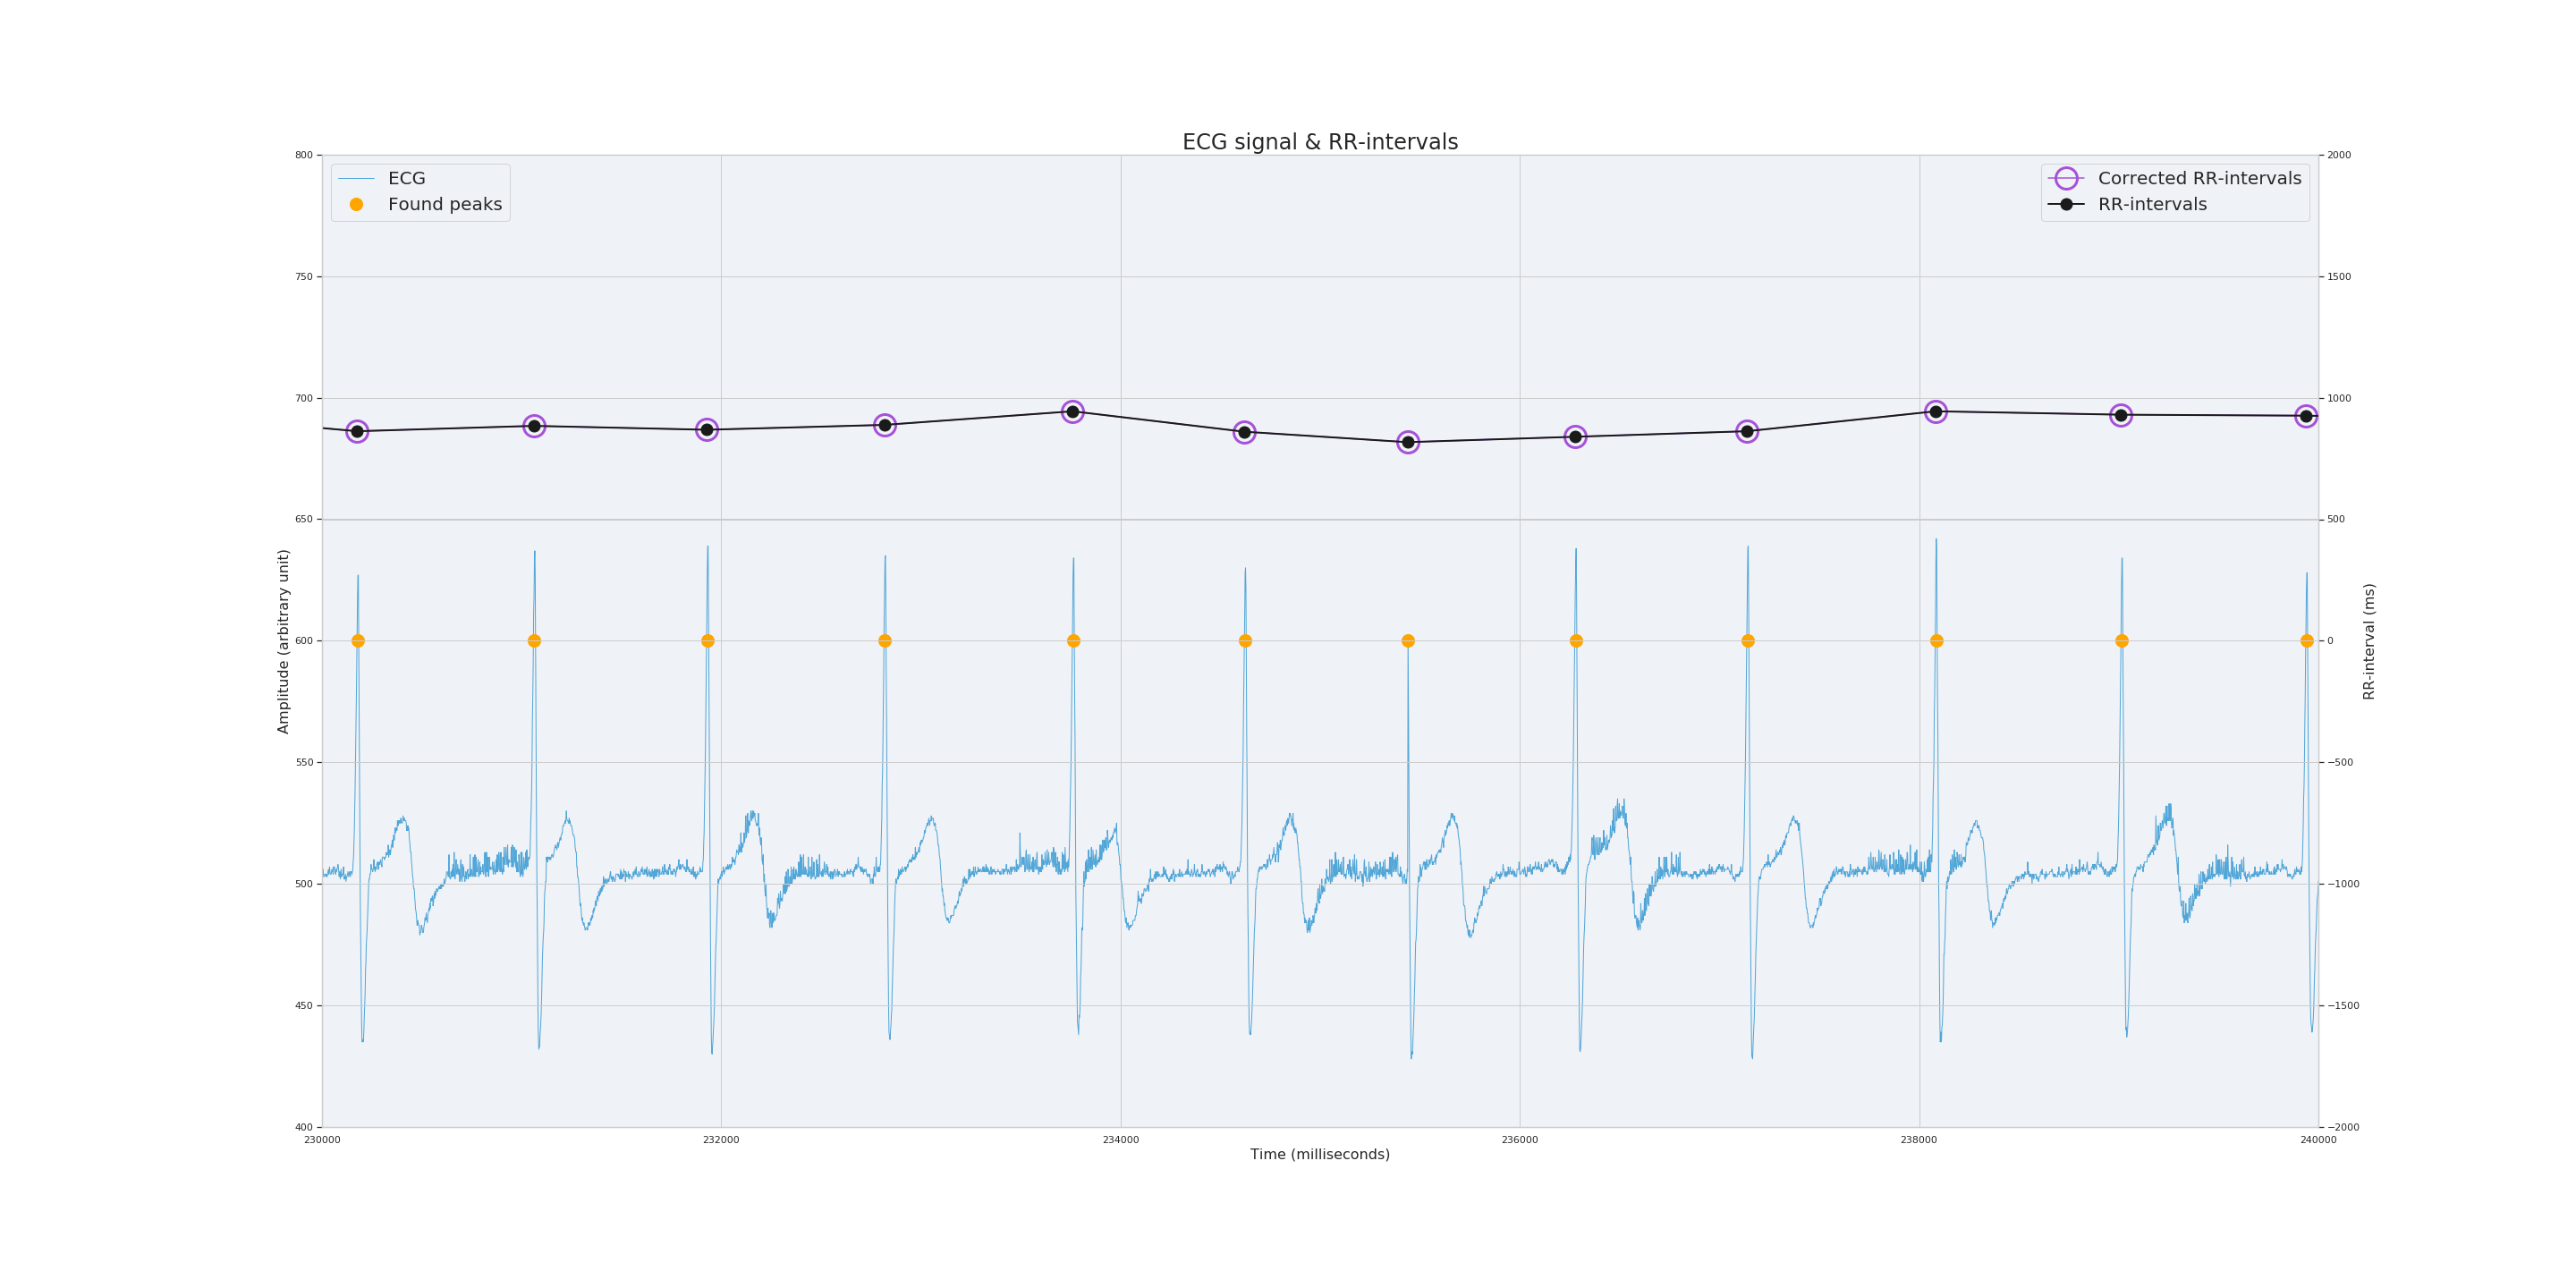 ECG signal & RR-intervals
ECG
Found peaks
Corrected RR-intervals
RR-intervals
800
750
700
650
600
550
500
450
400
Amplitude (arbitrary unit)
2000
1500
1000
500
0
−500
−1000
−1500
−2000
RR-interval (ms)
230000 232000 234000 236000 238000 240000
Time (milliseconds)